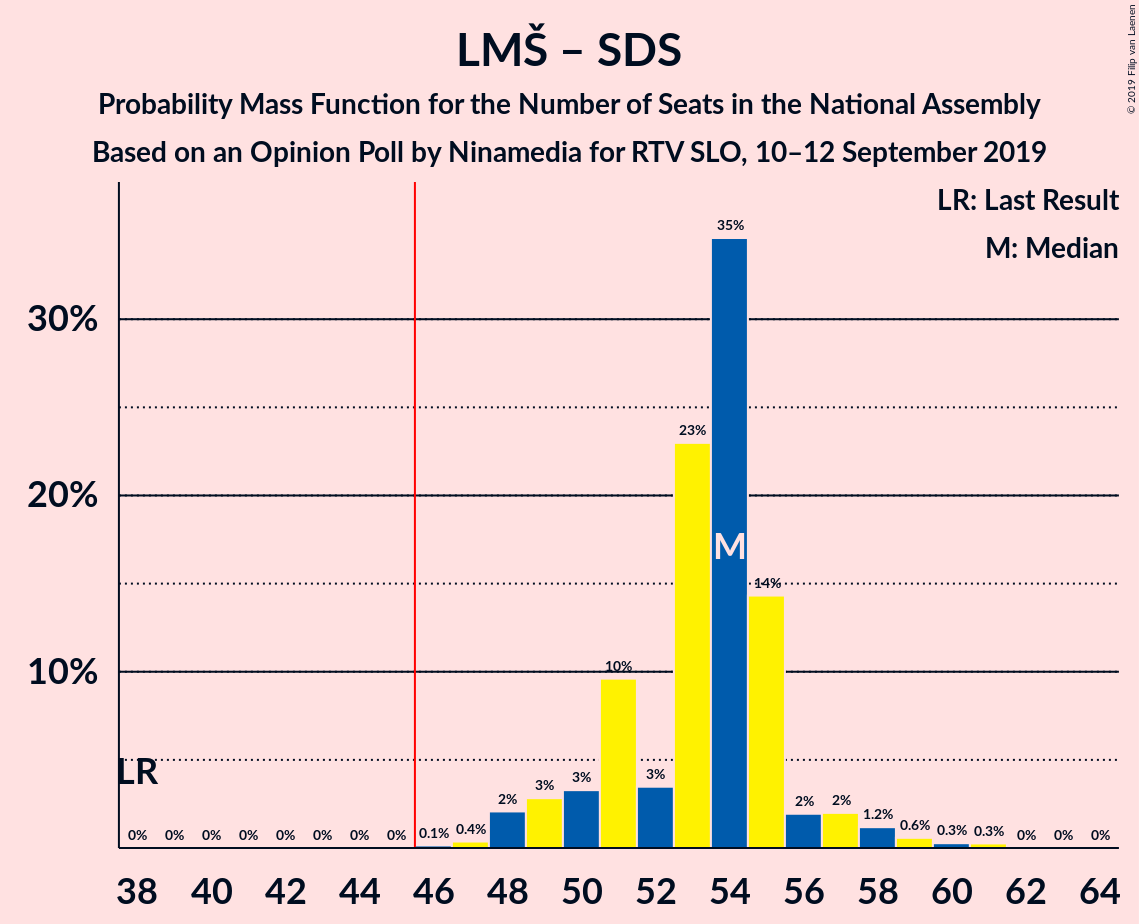 LMŠ – SDS
Probability Mass Function for the Number of Seats in the National Assembly
Based on an Opinion Poll by Ninamedia for RTV SLO, 10–12 September 2019
© 2019 Filip van Laenen
LR: Last Result
M: Median
30%
20%
10%
LR
M
0% 0% 0% 0% 0% 0% 0% 0% 0.1% 0.4% 2% 3% 3% 10% 3% 23% 35% 14% 2% 2% 1.2% 0.6% 0.3% 0.3% 0% 0% 0%
38 40 42 44 46 48 50 52 54 56 58 60 62 64